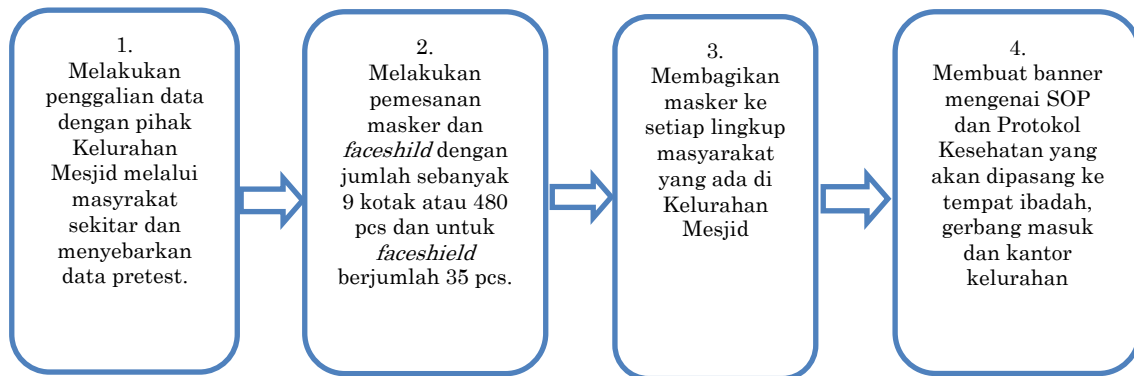 1.
Melakukan
penggalian data
dengan pihak
Kelurahan
Mesjid melalui
masyrakat
sekitar dan
menyebarkan
data pretest.
2.
Melakukan
pemesanan
masker dan
faceshild dengan
jumlah sebanyak
9 kotak atau 480
pcs dan untuk
faceshield
berjumlah 35 pcs.
3.
Membagikan
masker ke
setiap lingkup
masyarakat
yang ada di
Kelurahan
Mesjid
4.
Membuat banner
mengenai SOP
dan Protokol
Kesehatan yang
akan dipasang ke
tempat ibadah,
gerbang masuk
dan kantor
kelurahan